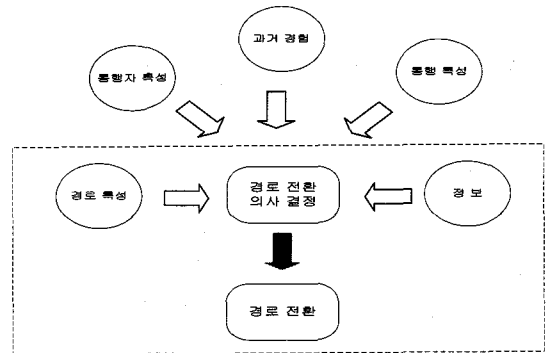 과거 경험
통행자 특성
통행 특성
경로 특성
경로 전환
의사 결정
정 보
경로 전환